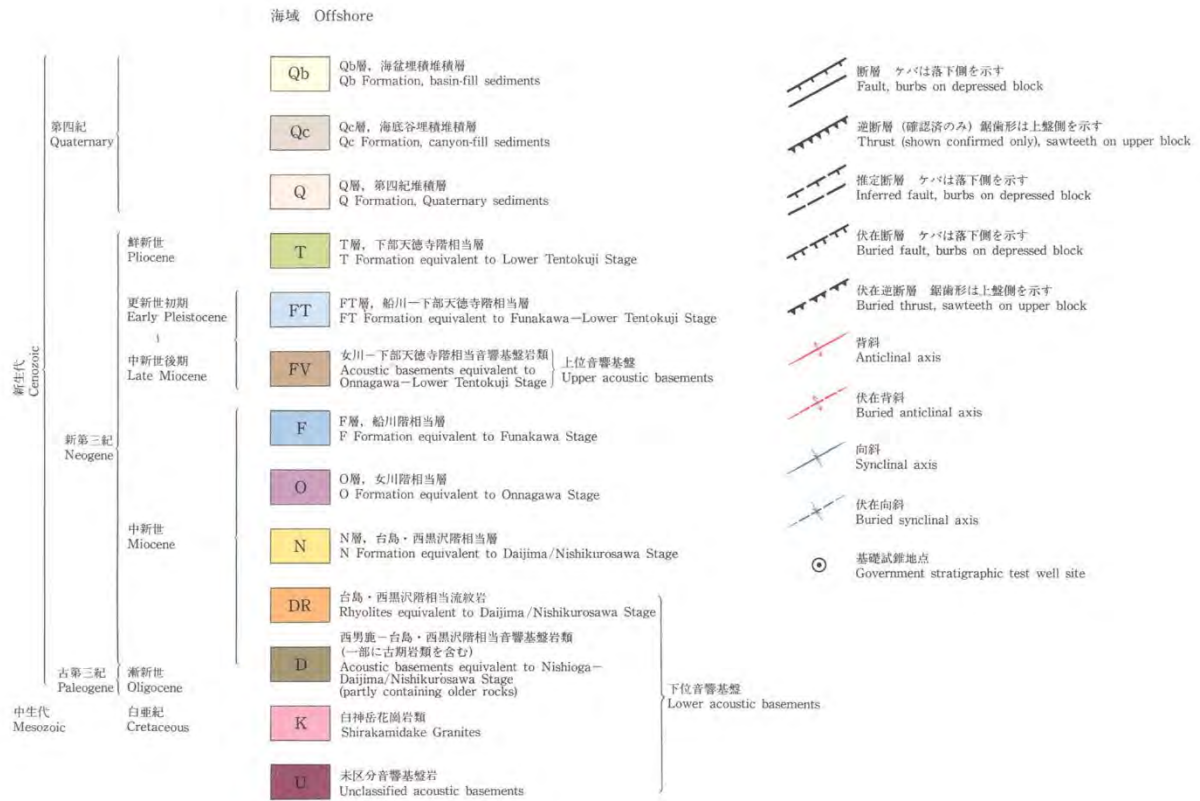 海域 Offshore
新生代
Cenozoic
第四紀
Quaternary
新第三紀
Neogene
古第三紀
Paleogene
中生代
Mesozoic
鮮新世
Pliocene
更新世初期
Early Pleistocene
~
中新世後期
Late Miocene
中新世
Miocene
漸新世
Oligocene
白亜紀
Cretaceous
Qb
Qb層,海盆埋積堆積層
Qb Formation, basin-fill sediments
Qc
Qc層,海底谷埋積堆積層
Qc Formation, canyon-fill sediments
Q
Q層,第四紀堆積層
Q Formation, Quaternary sediments
T
T層,下部天徳寺階相当層
T Formation equivalent to Lower Tentokuji Stage
FT
FT層,船川ー下部天徳寺階相当層
FT Formation equivalent to Funakawa－Lower Tentokuji Stage
FV
女川－下部天徳寺階相当音響基盤岩類
Acoustic basements equivalent to
Onnagawa－Lower Tentokuji Stage
上位音響基盤
Upper acoustic basements
F
F層,船川階相当層
F Formation equivalent to Funakawa Stage
O
O層,女川階相当層
O Formation equivalent to Onnagawa Stage
N
N層,台島・西黒沢階相当層
N Formation equivalent to Daijima/Nishikurosawa Stage
DR
台島・西黒沢階相当流紋岩
Rhyolites equivalent to Daijima/Nishikurosawa Stage
D
西男鹿－台島・西黒沢階相当音響基盤岩類
(一部に古期岩類を含む)
Acoustic basements equivalent to Nishioga－
Daijima/Nishikurosawa Stage
(partly containing older rocks)
K
白神岳花崗岩類
Shirakamidake Granites
U
未区分音響基盤岩
Unclassified acoustic basements
下位音響基盤
Lower acoustic basements
断層 ケバは落下側を示す
Fault, burbs on depressed block
逆断層(確認済のみ)鋸歯形は上盤側を示す
Thrust (shown confirmed only), sawteeth on upper block
推定断層 ケバは落下側を示す
Inferred fault, burbs on depressed block
伏在断層 ケバは落下側を示す
Buried fault, burbs on depressed block
伏在逆断層 鋸歯形は上盤側を示す
Buried thrust, sawteeth on upper block
背斜
Anticlinal axis
伏在背斜
Buried anticlinal axis
向斜
Synclinal axis
伏在向斜
Buried synclinal axis
基礎試錐地点
Government stratigraphic test well site